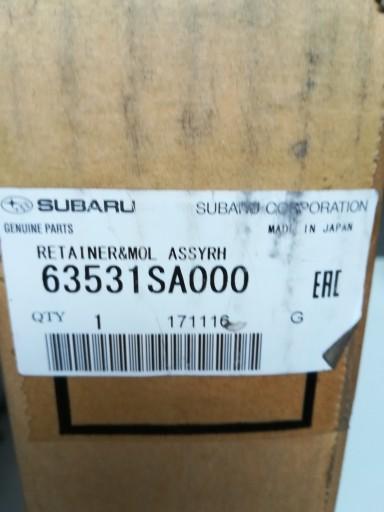 SUBARU SUBARU CORPORATION
GENUINE PARTS MADE IN JAPAN
RETAINER&MOL ASSYRH
63531SA000
EAC
QTY 1 171116 G